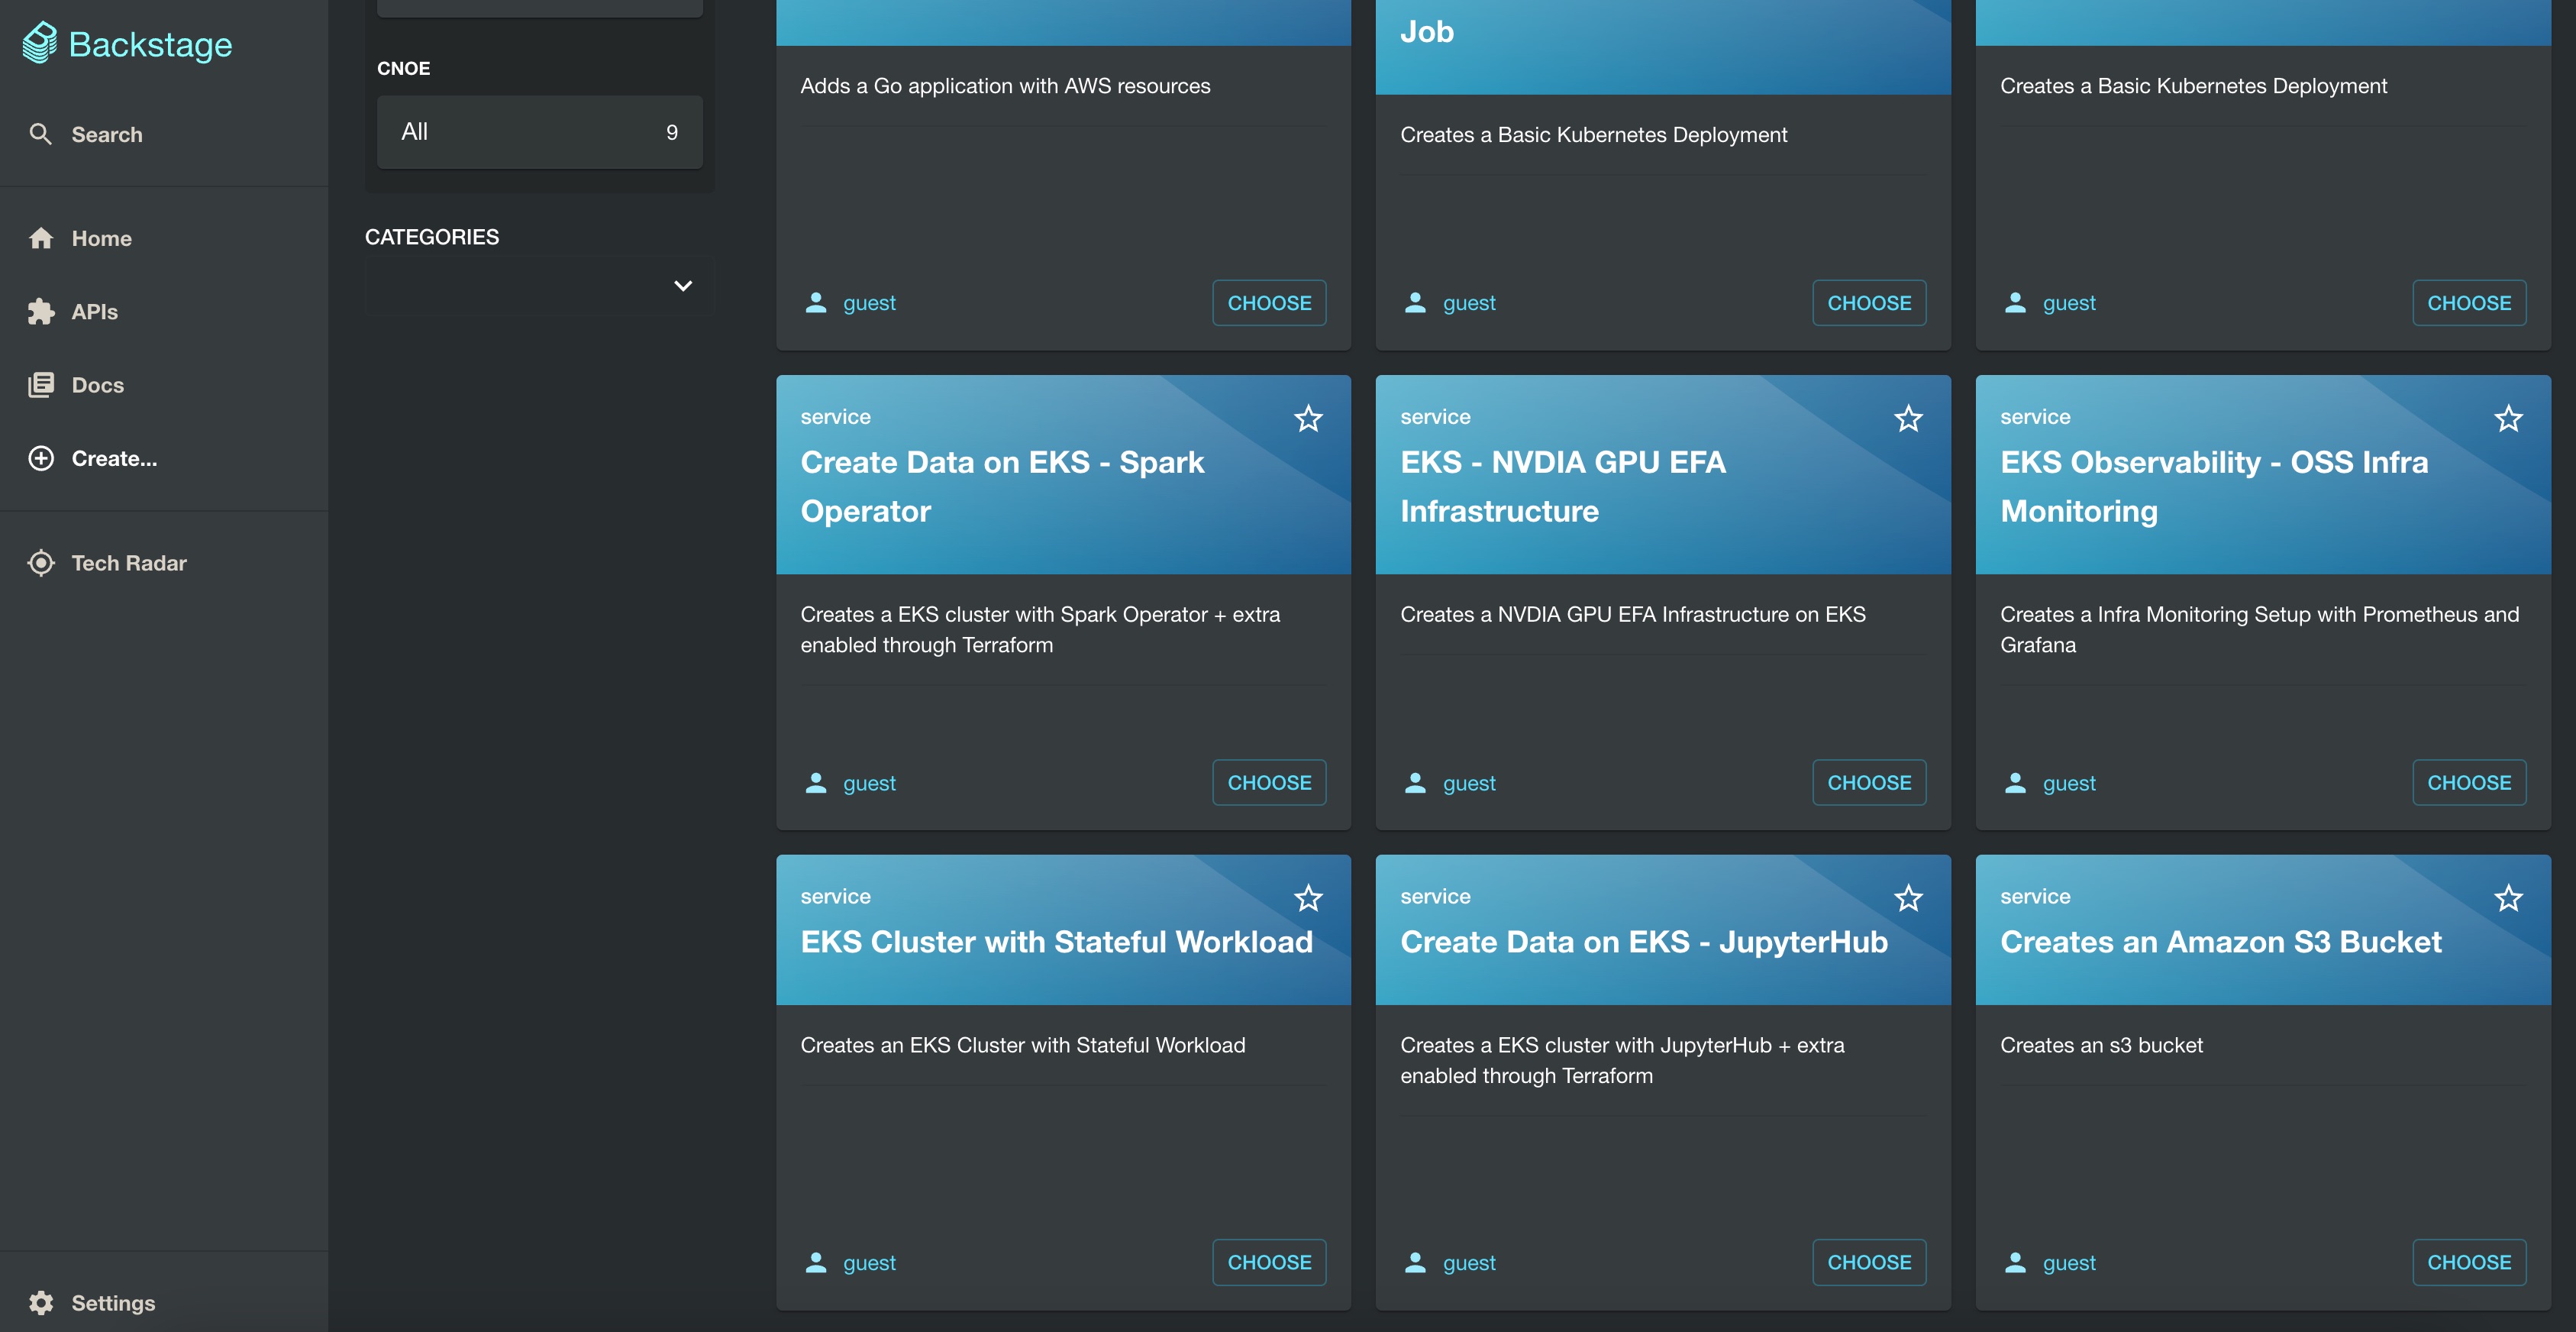 Backstage
Search
Home
APIs
Docs
Create...
Tech Radar
Settings
CNOE
All 9
CATEGORIES
Adds a Go application with AWS resources
guest CHOOSE
Job
Creates a Basic Kubernetes Deployment
guest CHOOSE
Creates a Basic Kubernetes Deployment
guest CHOOSE
service
Create Data on EKS - Spark
Operator
Creates a EKS cluster with Spark Operator + extra
enabled through Terraform
guest CHOOSE
service
EKS - NVDIA GPU EFA
Infrastructure
Creates a NVDIA GPU EFA Infrastructure on EKS
guest CHOOSE
service
EKS Observability - OSS Infra
Monitoring
Creates a Infra Monitoring Setup with Prometheus and
Grafana
guest CHOOSE
service
EKS Cluster with Stateful Workload
Creates an EKS Cluster with Stateful Workload
guest CHOOSE
service
Create Data on EKS - JupyterHub
Creates a EKS cluster with JupyterHub + extra
enabled through Terraform
guest CHOOSE
service
Creates an Amazon S3 Bucket
Creates an s3 bucket
guest CHOOSE